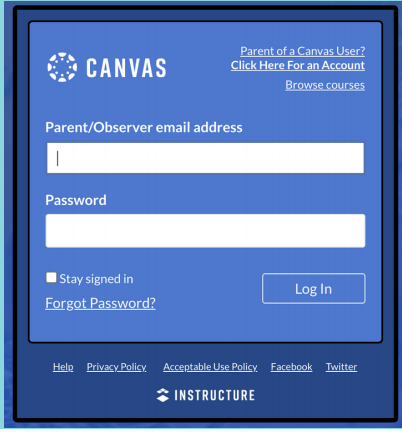 CANVAS
Parent of a Canvas User?
Click Here For an Account
Browse courses
Parent/Observer email address
Password
Stay signed in
Forgot Password?
Log In
Help Privacy Policy Acceptable Use Policy Facebook Twitter
INSTRUCTURE